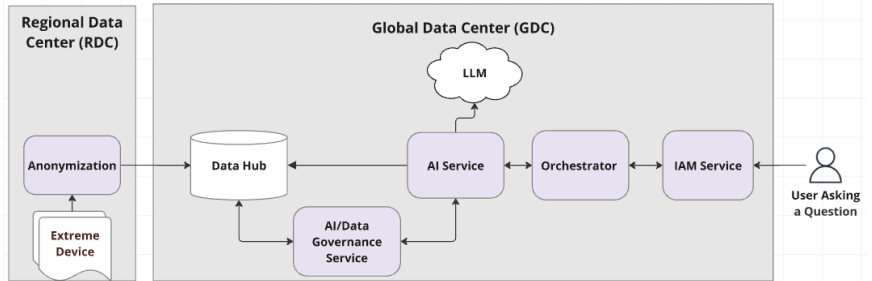 Regional Data
Center (RDC)
Global Data Center (GDC)
LLM
Anonymization
Data Hub
AI Service
Orchestrator
IAM Service
User Asking
a Question
Extreme
Device
AI/Data
Governance
Service